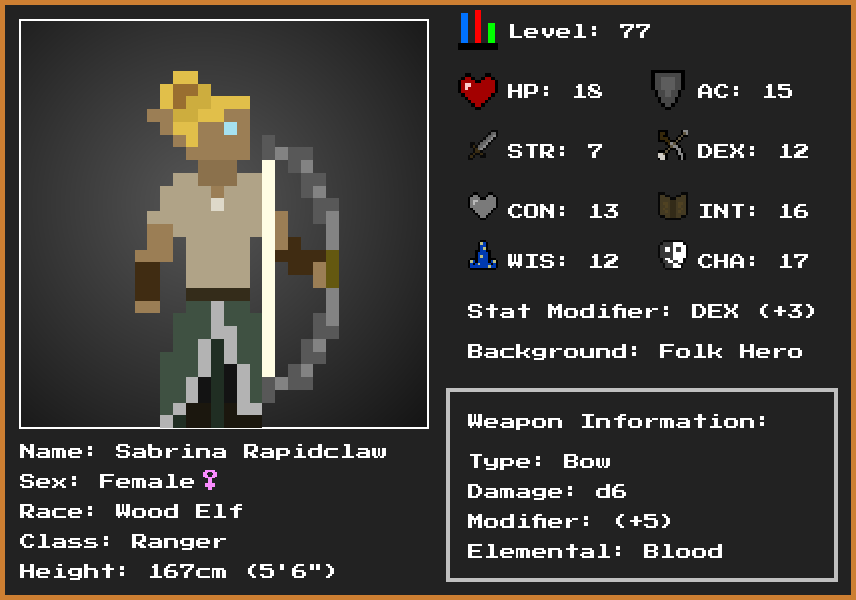 Level: 77
HP: 18 AC: 15
STR: 7 DEX: 12
CON: 13 INT: 16
WIS: 12 CHA: 17
Stat Modifier: DEX (+3)
Background: Folk Hero
Weapon Information:
Type: Bow
Damage: d6
Modifier: (+5)
Elemental: Blood
Name: Sabrina Rapidclaw
Sex: Female♀
Race: Wood Elf
Class: Ranger
Height: 167cm (5'6")